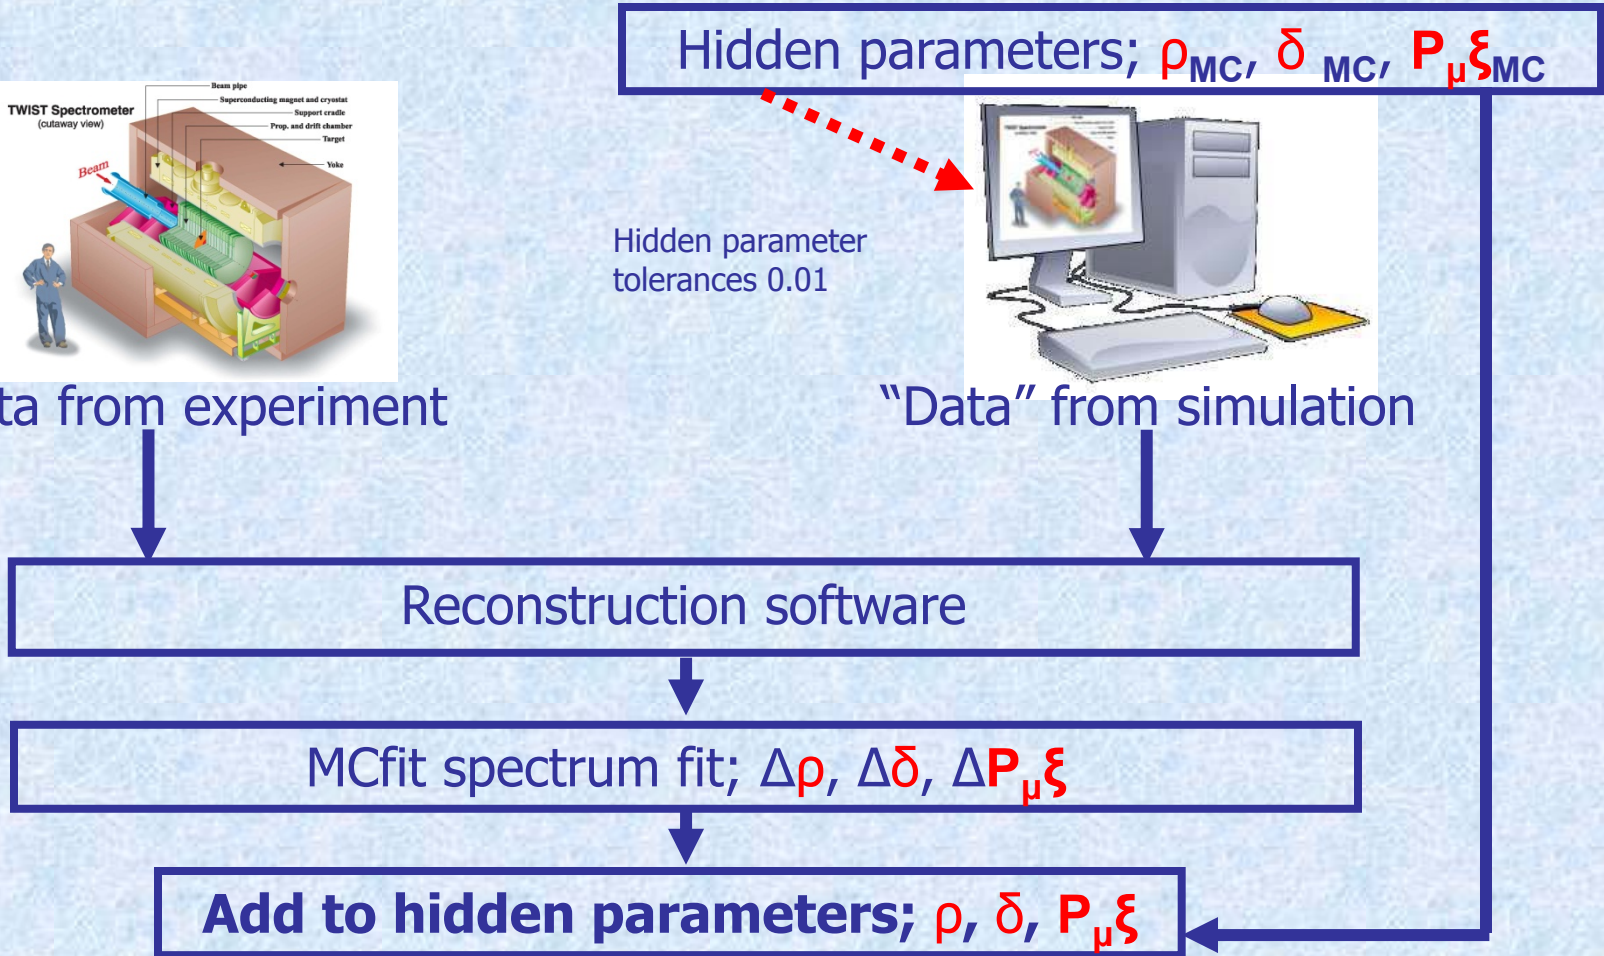 Hidden parameters; ρMC, δ MC, PμξMC
TWIST Spectrometer
(cutaway view)
Beam pipe
Superconducting magnet and cryostat
Support cradle
Prop. and drift chamber
Target
Yoke
Beam
Hidden parameter
tolerances 0.01
ta from experiment
“Data” from simulation
Reconstruction software
MCfit spectrum fit; Δρ, Δδ, ΔPμξ
Add to hidden parameters; ρ, δ, Pμξ